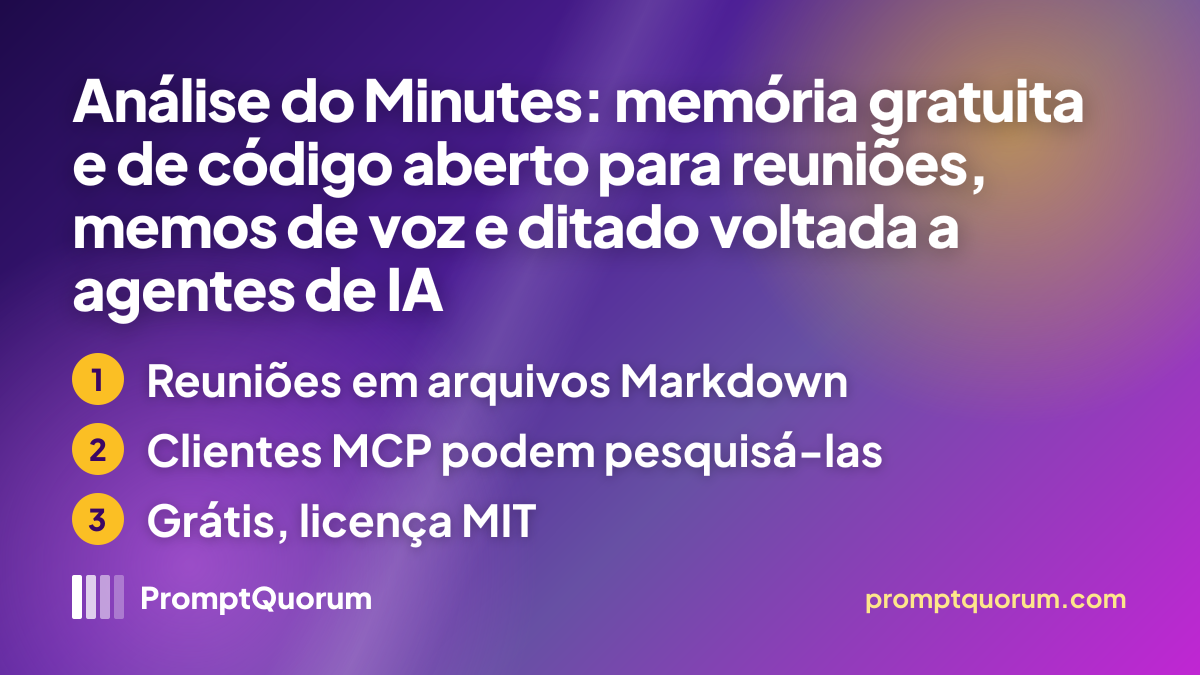 Análise do Minutes: memória gratuita
e de código aberto para reuniões,
memos de voz e ditado voltada a
agentes de IA
1 Reuniões em arquivos Markdown
2 Clientes MCP podem pesquisá-las
3 Grátis, licença MIT
PromptQuorum
promptquorum.com